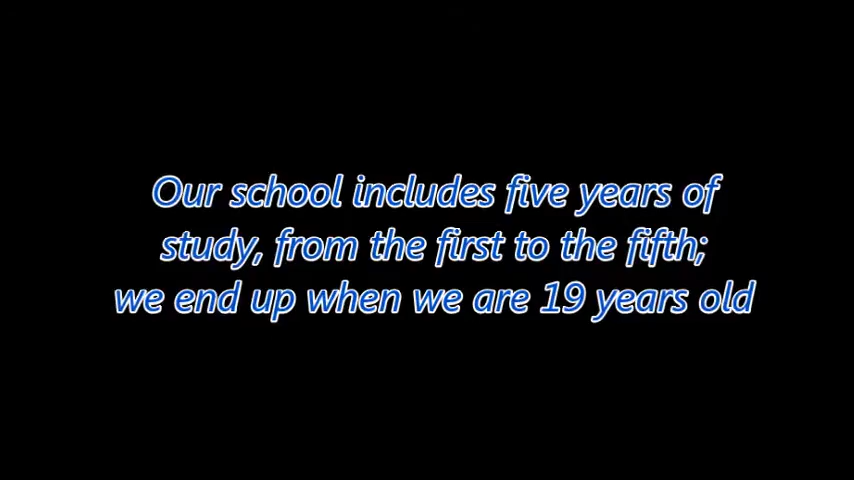 Our school includes five years of
study, from the first to the fifth;
we end up when we are 19 years old